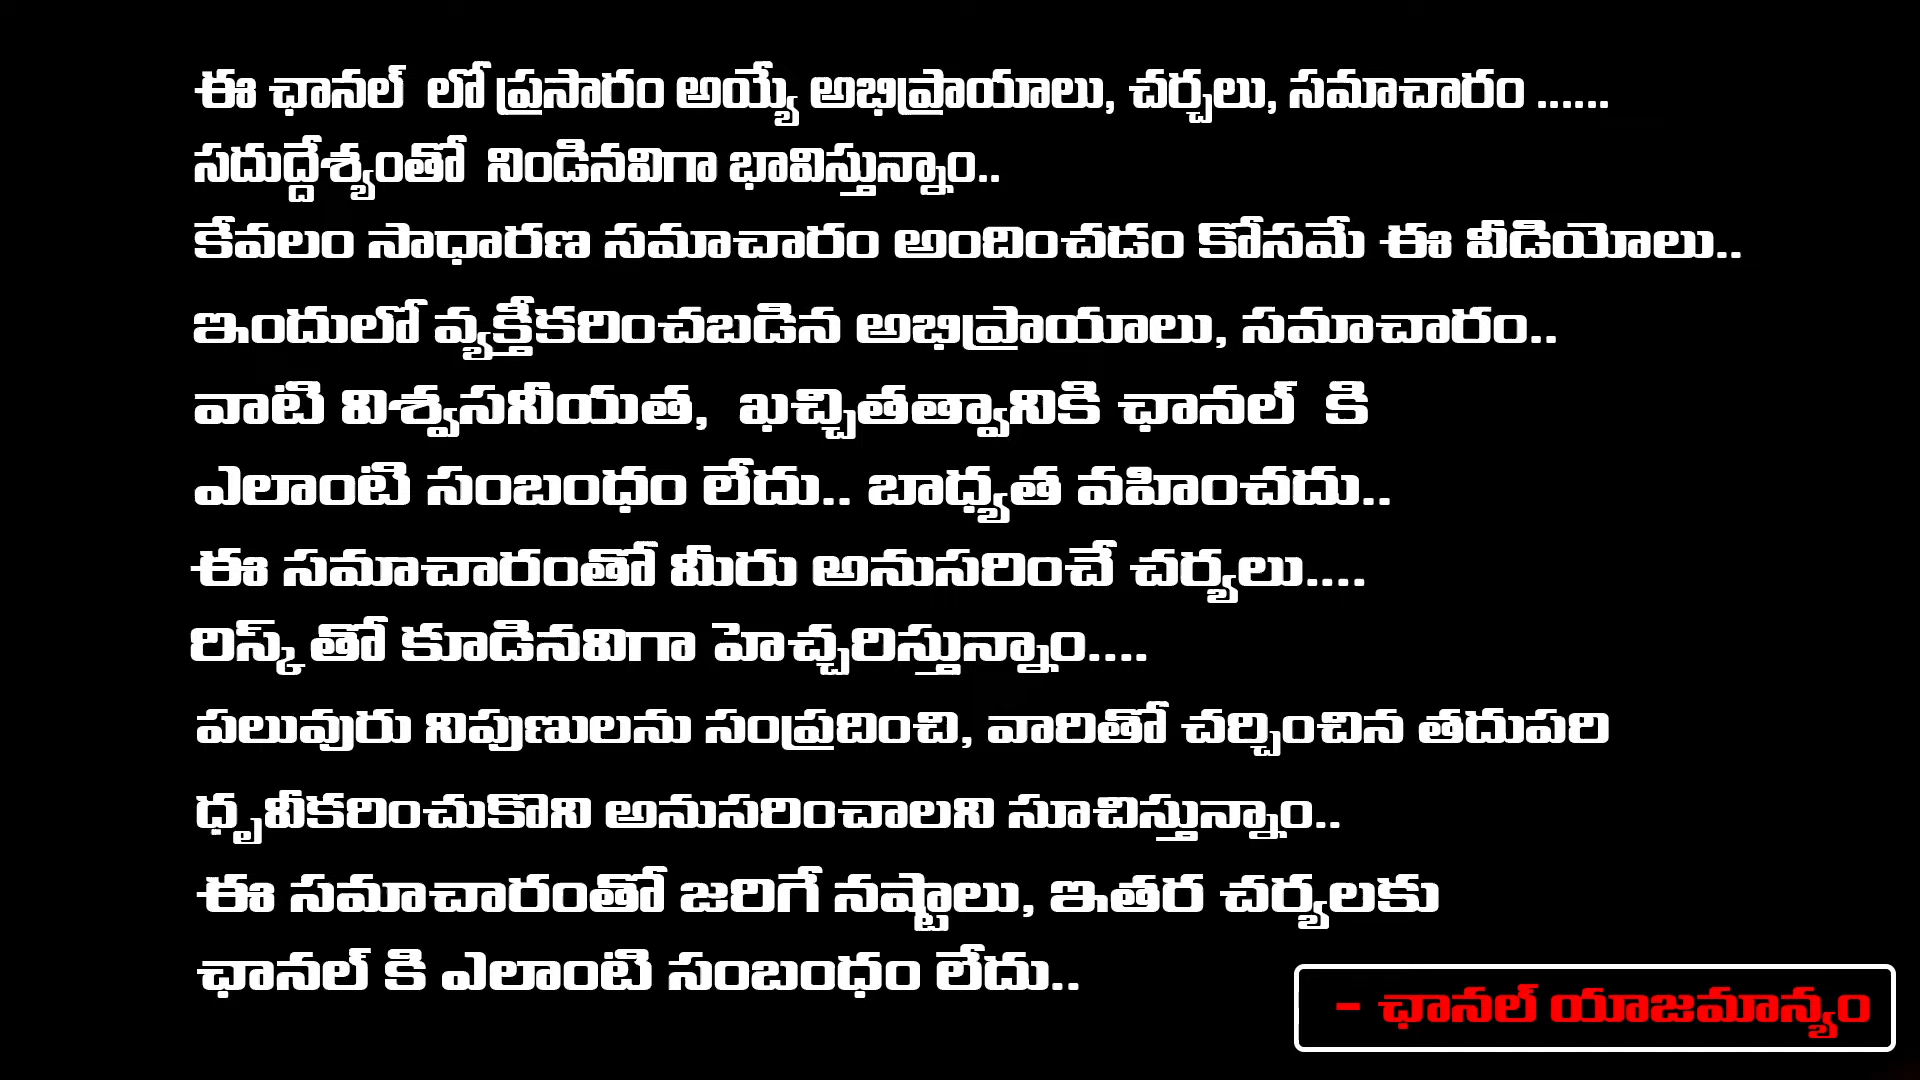 ఈ ఛానల్ లో ప్రసారం అయ్యే అభిప్రాయాలు, చర్చలు, సమాచారం ......
సదుద్దేశ్యంతో నిండినవిగా భావిస్తున్నాం..
కేవలం సాధారణ సమాచారం అందించడం కోసమే ఈ వీడియోలు..
ఇందులో వ్యక్తీకరించబడిన అభిప్రాయాలు, సమాచారం..
వాటి విశ్వసనీయత, ఖచ్చితత్వానికి ఛానల్ కి
ఎలాంటి సంబంధం లేదు.. బాధ్యత వహించదు..
ఈ సమాచారంతో మీరు అనుసరించే చర్యలు....
రిస్క్ తో కూడినవిగా హెచ్చరిస్తున్నాం....
పలువురు నిపుణులను సంప్రదించి, వారితో చర్చించిన తదుపరి
ధృవీకరించుకొని అనుసరించాలని సూచిస్తున్నాం..
ఈ సమాచారంతో జరిగే నష్టాలు, ఇతర చర్యలకు
ఛానల్ కి ఎలాంటి సంబంధం లేదు..
- ఛానల్ యాజమాన్యం